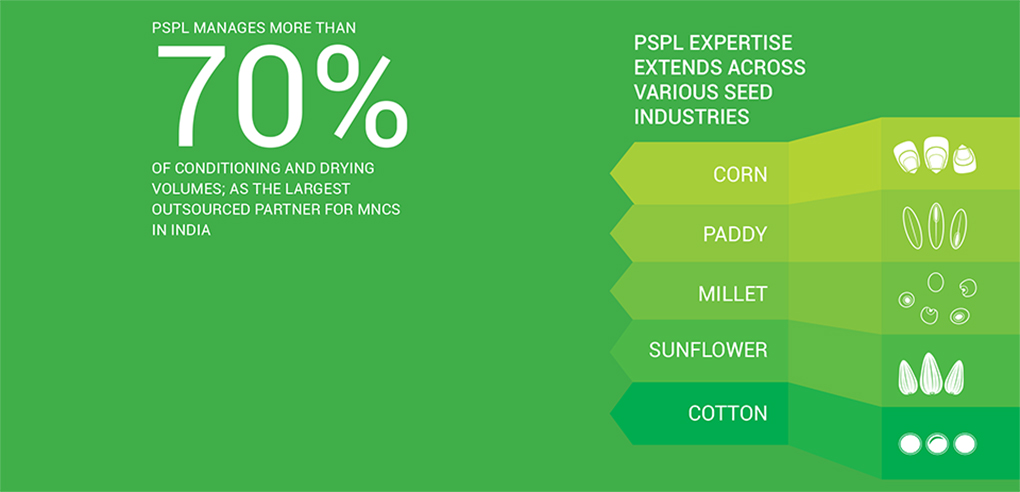 PSPL MANAGES MORE THAN
70%
OF CONDITIONING AND DRYING
VOLUMES; AS THE LARGEST
OUTSOURCED PARTNER FOR MNCS
IN INDIA
PSPL EXPERTISE
EXTENDS ACROSS
VARIOUS SEED
INDUSTRIES
CORN
PADDY
MILLET
SUNFLOWER
COTTON